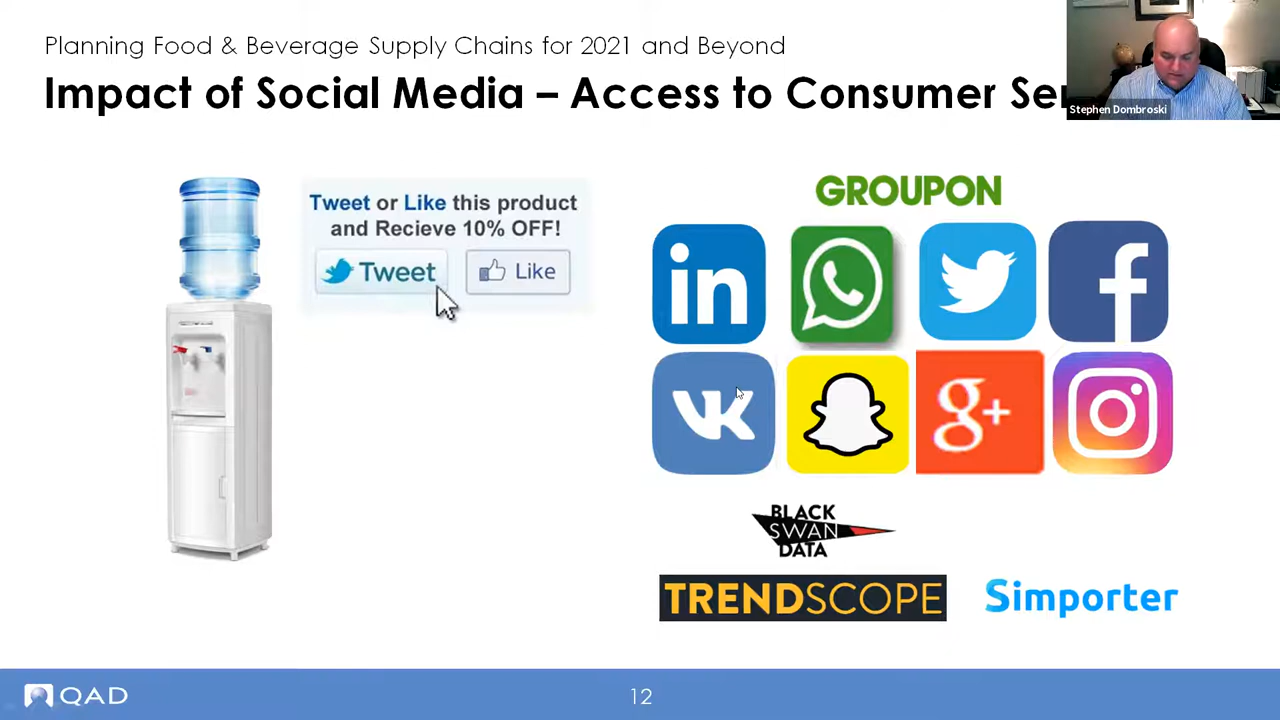 Planning Food & Beverage Supply Chains for 2021 and Beyond
Impact of Social Media – Access to Consumer Se
Stephen Dombroski
Tweet or Like this product
and Recieve 10% OFF!
Tweet
Like
GROUPON
in
f
VK
g+
BLACK
SWAN
DATA
TRENDSCOPE
Simporter
QAD
12